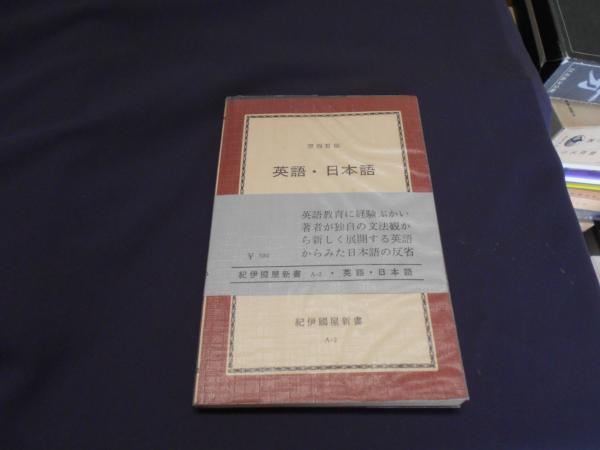 英語・日本語
英語教育に経験ぶかい
著者が独自の文法観か
ら新しく展開する英語
からみた日本語の反省
¥
紀伊國屋新書 A-2 ・英語・日本語
紀伊國屋新書
A-2